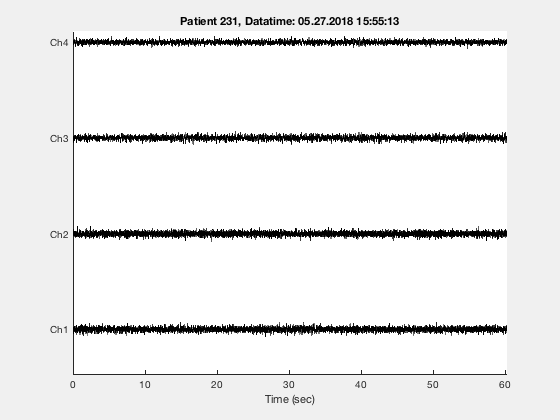 Patient 231, Datatime: 05.27.2018 15:55:13
Ch4
Ch3
Ch2
Ch1
0 10 20 30 40 50 60
Time (sec)